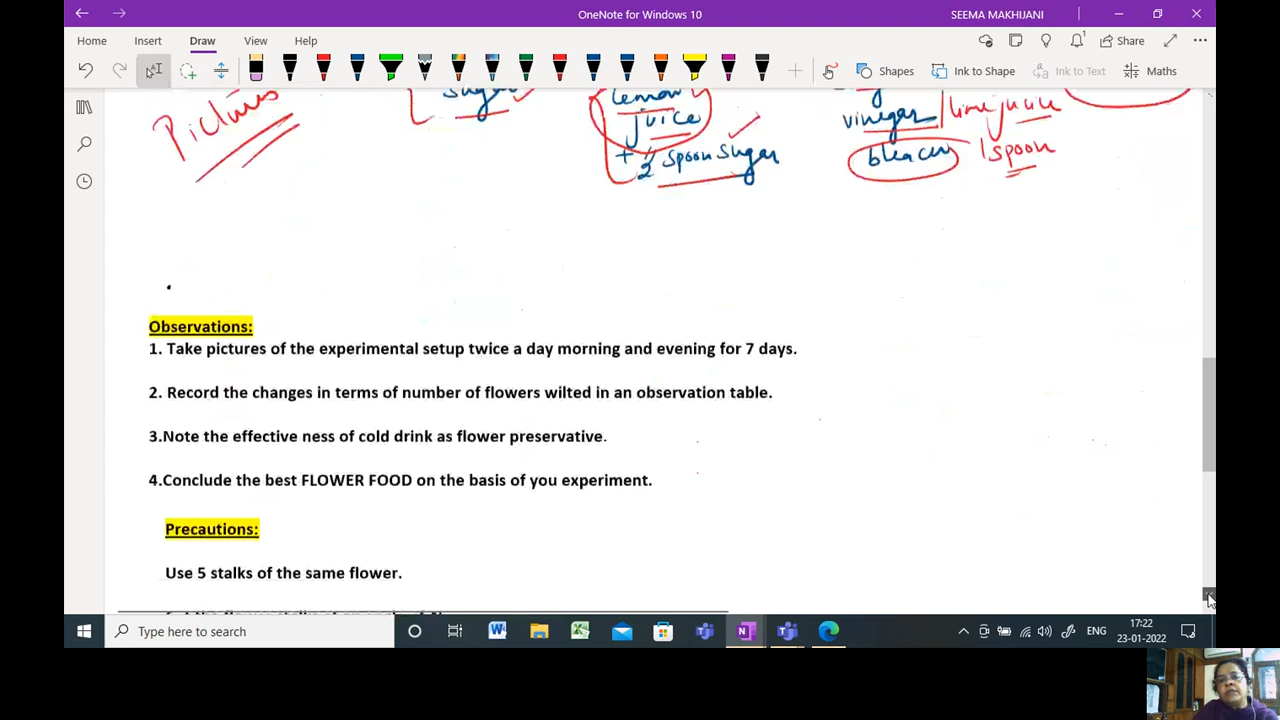 OneNote for Windows 10
SEEMA MAKHIJANI
Home Insert Draw View Help
Share
Shapes Ink to Shape Ink to Text Maths
Pictures
sugar
lemon
juice
+ 1/2 spoon sugar
vinegar / lime juice
1 spoon
Observations:
1. Take pictures of the experimental setup twice a day morning and evening for 7 days.
2. Record the changes in terms of number of flowers wilted in an observation table.
3.Note the effective ness of cold drink as flower preservative.
4.Conclude the best FLOWER FOOD on the basis of you experiment.
Precautions:
Use 5 stalks of the same flower.
Type here to search
ENG
17:22
23-01-2022